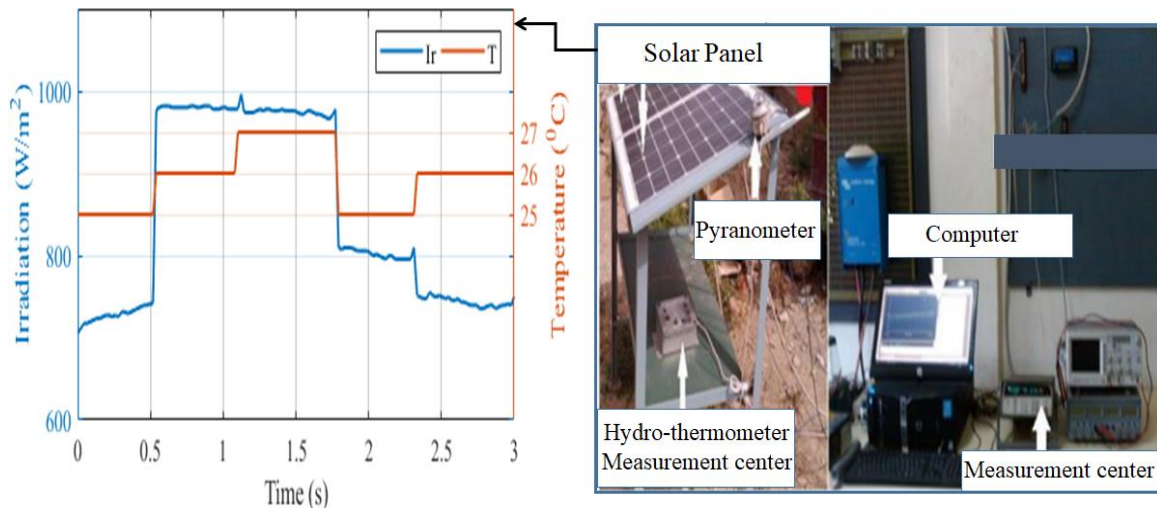 Ir T
1000
800
600
Irradiation (W/m²)
27
26
25
Temperature (⁰C)
0 0.5 1 1.5 2 2.5 3
Time (s)
Solar Panel
Pyranometer
Computer
Hydro-thermometer
Measurement center
Measurement center